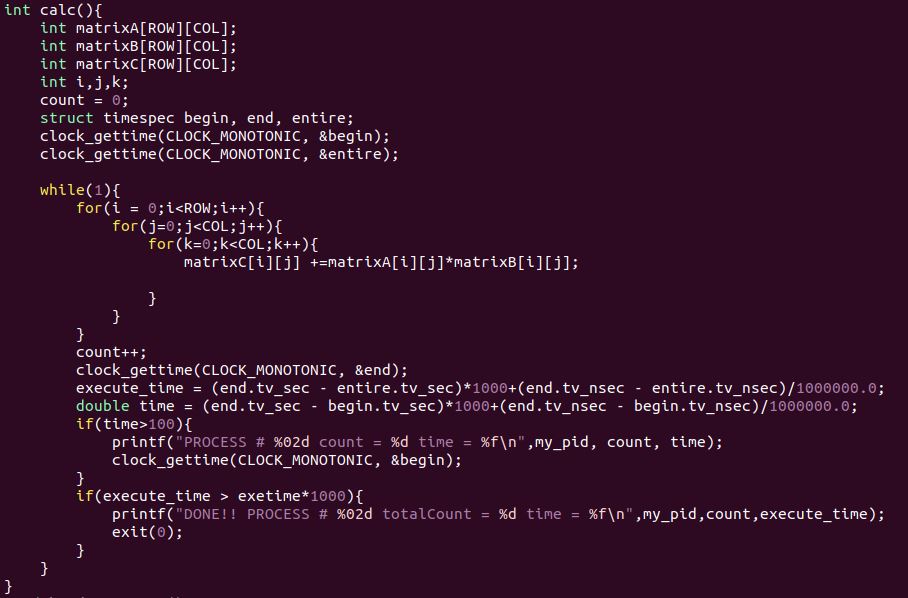 int calc(){
    int matrixA[ROW][COL];
    int matrixB[ROW][COL];
    int matrixC[ROW][COL];
    int i,j,k;
    count = 0;
    struct timespec begin, end, entire;
    clock_gettime(CLOCK_MONOTONIC, &begin);
    clock_gettime(CLOCK_MONOTONIC, &entire);

    while(1){
        for(i = 0;i<ROW;i++){
            for(j=0;j<COL;j++){
                for(k=0;k<COL;k++){
                    matrixC[i][j] +=matrixA[i][j]*matrixB[i][j];

                }
            }
        }
        count++;
        clock_gettime(CLOCK_MONOTONIC, &end);
        execute_time = (end.tv_sec - entire.tv_sec)*1000+(end.tv_nsec - entire.tv_nsec)/1000000.0;
        double time = (end.tv_sec - begin.tv_sec)*1000+(end.tv_nsec - begin.tv_nsec)/1000000.0;
        if(time>100){
            printf("PROCESS # %02d count = %d time = %f\n",my_pid, count, time);
            clock_gettime(CLOCK_MONOTONIC, &begin);
        }
        if(execute_time > exetime*1000){
            printf("DONE!! PROCESS # %02d totalCount = %d time = %f\n",my_pid,count,execute_time);
            exit(0);
        }
    }
}